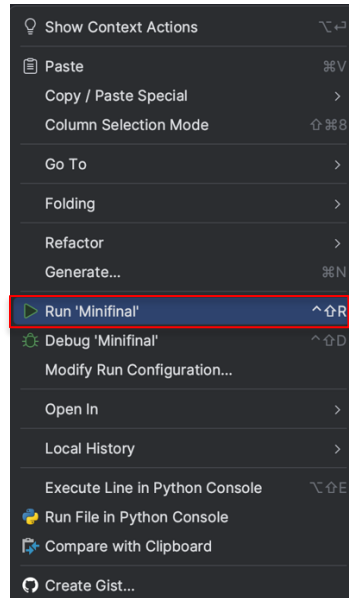 Show Context Actions ⌥↩
Paste ⌘V
Copy / Paste Special >
Column Selection Mode ⇧⌘8
Go To >
Folding >
Refactor >
Generate... ⌘N
Run 'Minifinal' ^⇧R
Debug 'Minifinal' ^⇧D
Modify Run Configuration...
Open In >
Local History >
Execute Line in Python Console ⌥⇧E
Run File in Python Console
Compare with Clipboard
Create Gist...